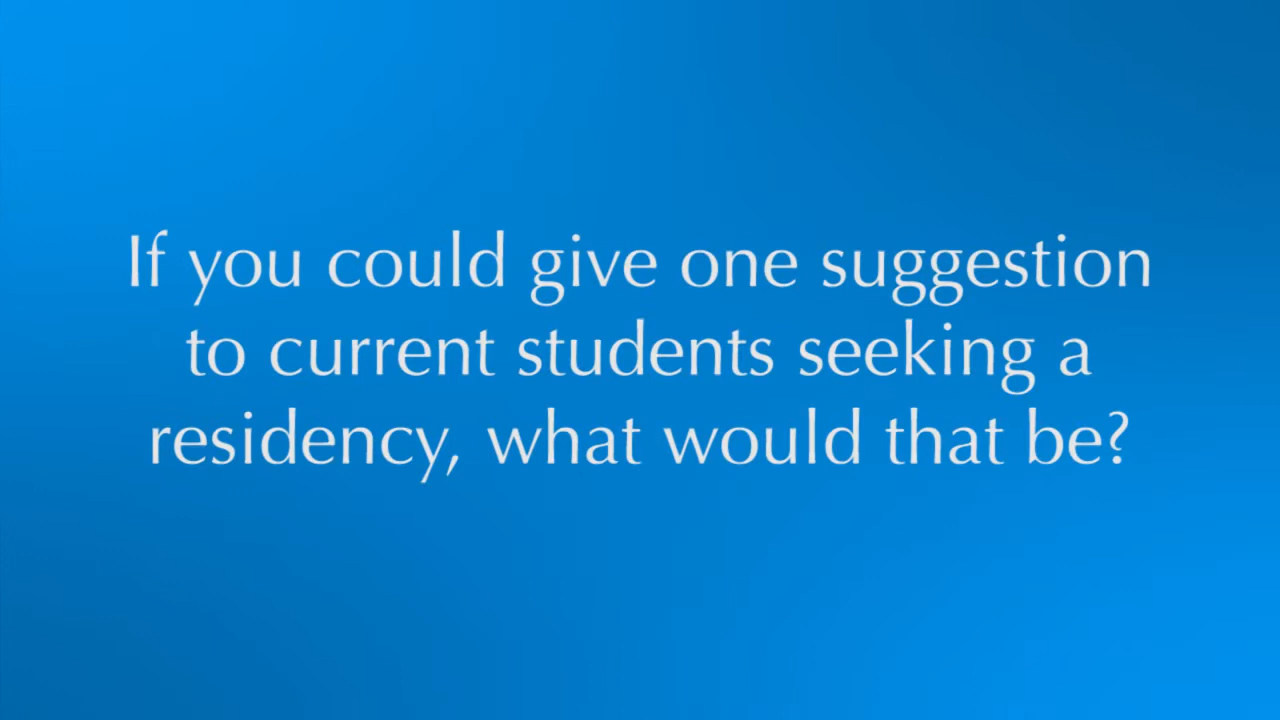 If you could give one suggestion
to current students seeking a
residency, what would that be?